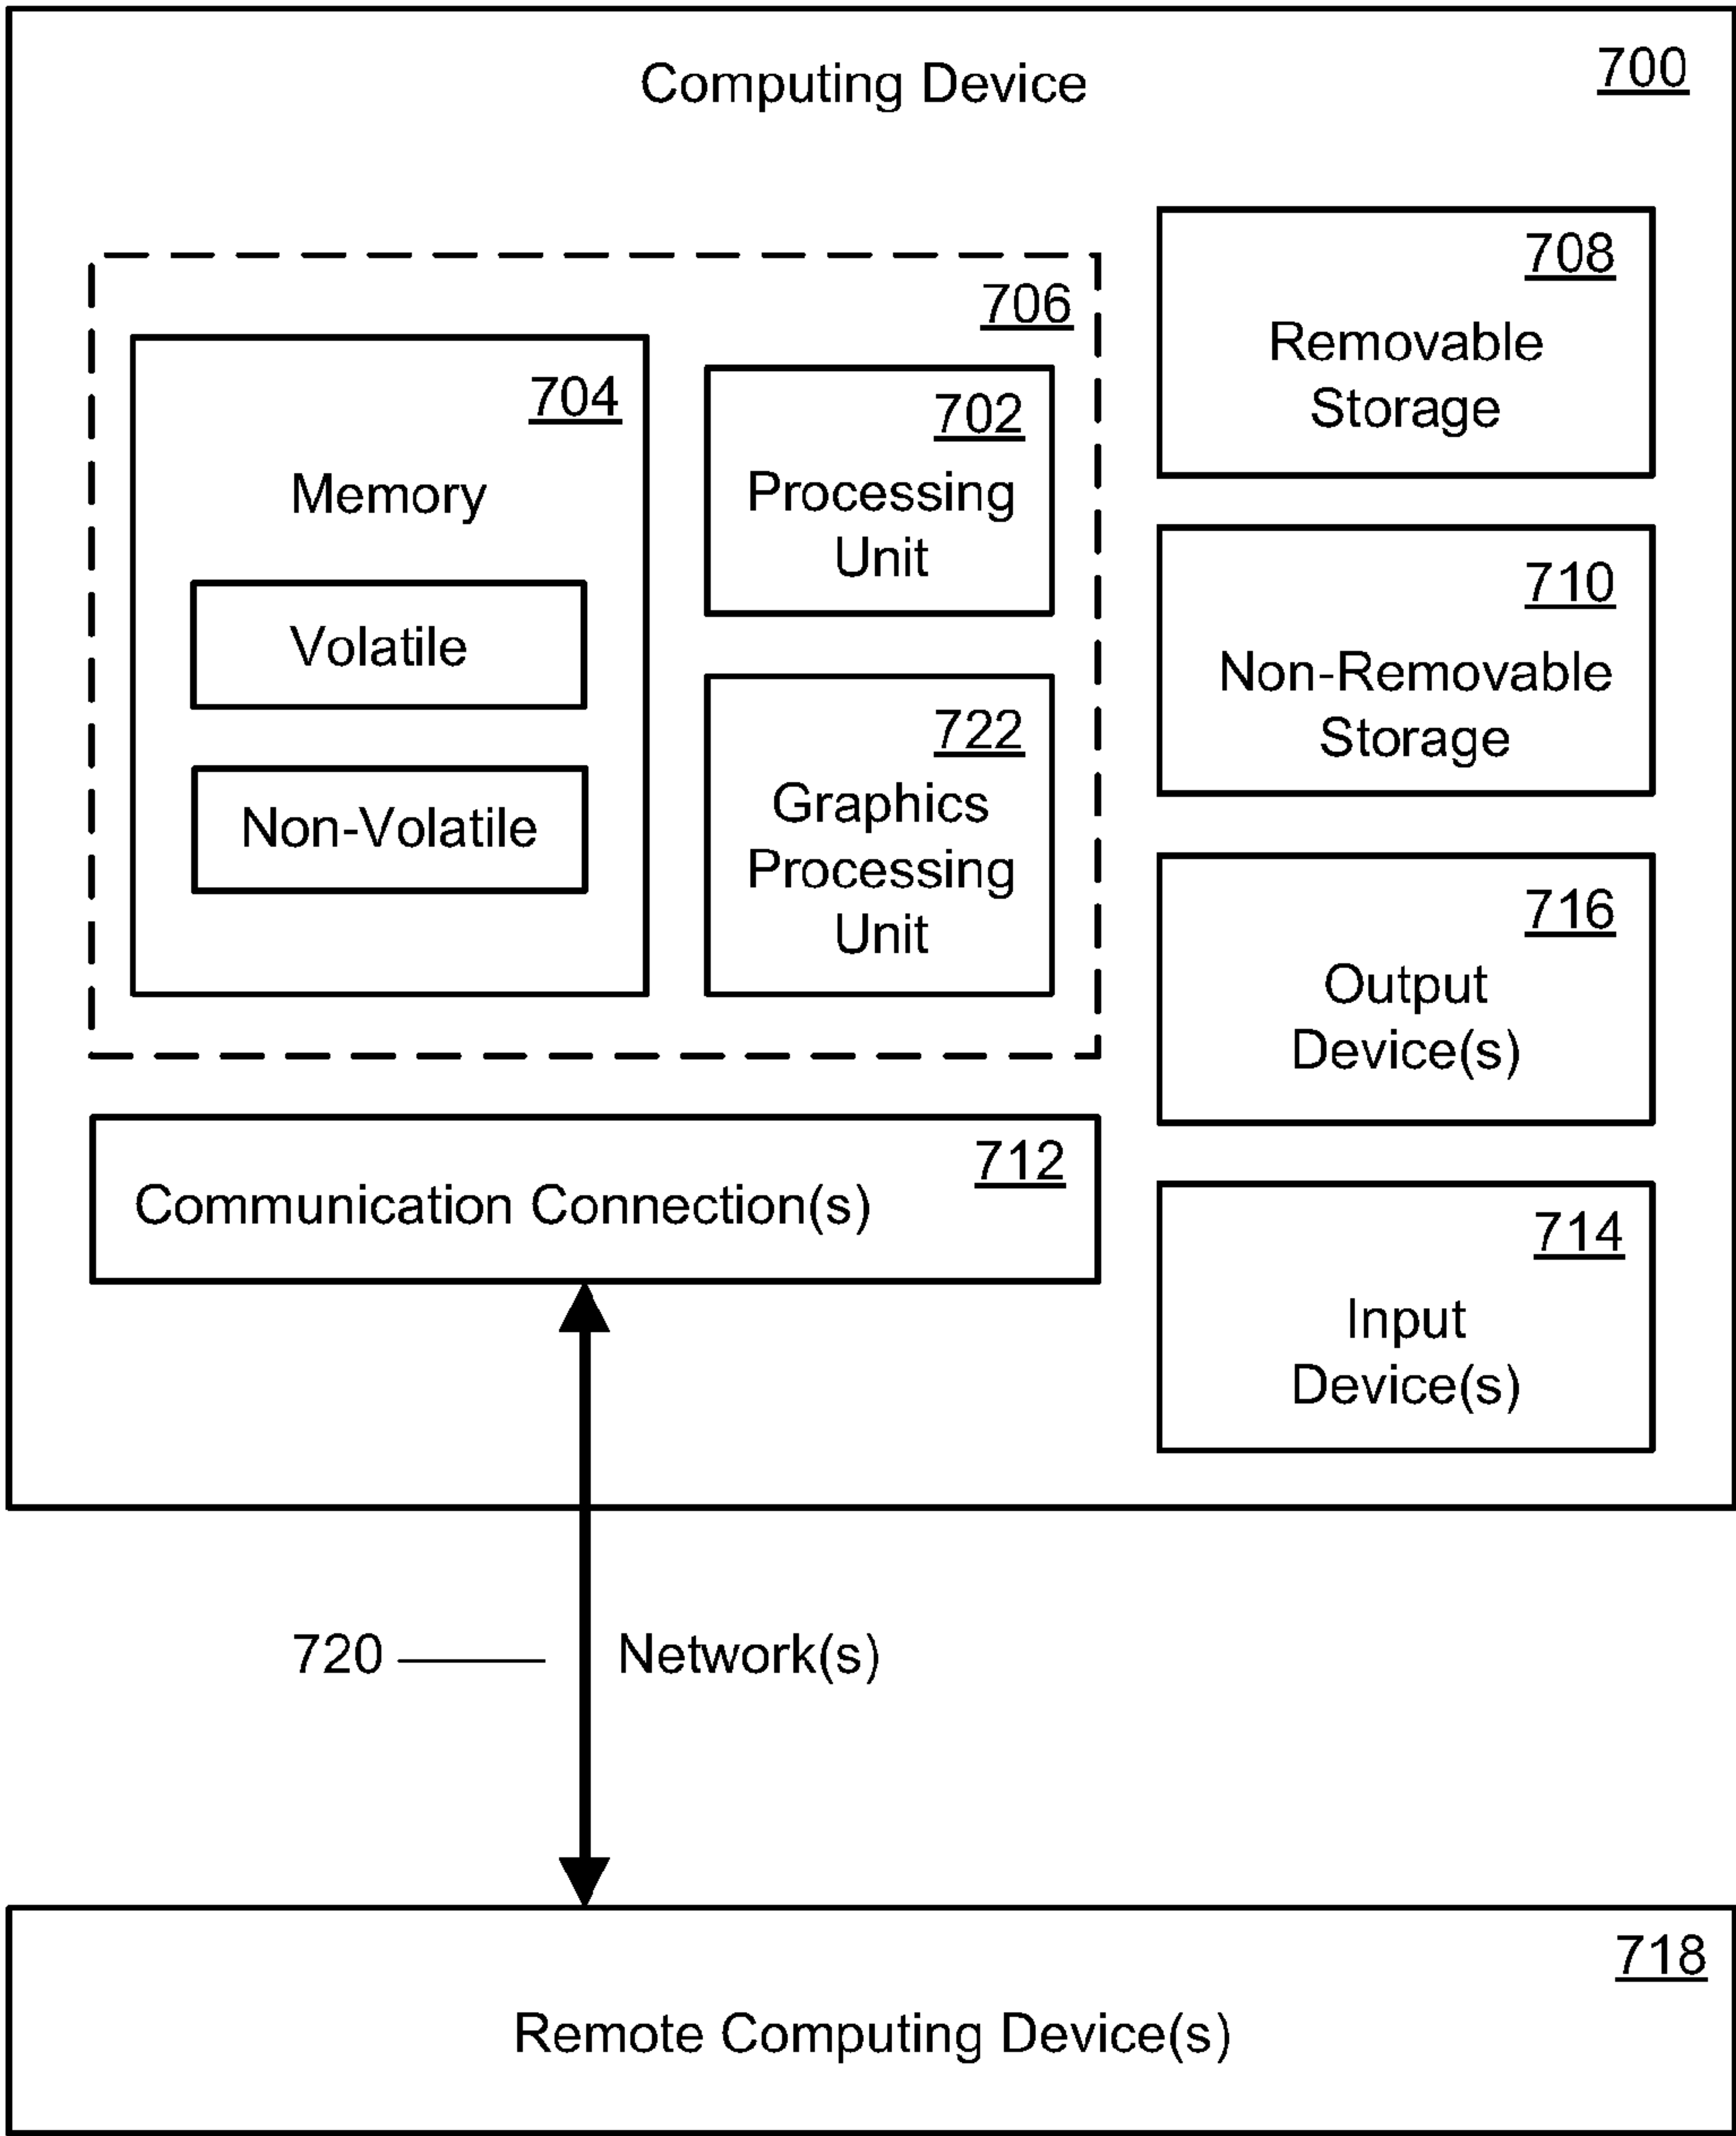 Computing Device
700
706
704
Memory
Volatile
Non-Volatile
702
Processing
Unit
722
Graphics
Processing
Unit
708
Removable
Storage
710
Non-Removable
Storage
716
Output
Device(s)
712
Communication Connection(s)
714
Input
Device(s)
720
Network(s)
718
Remote Computing Device(s)